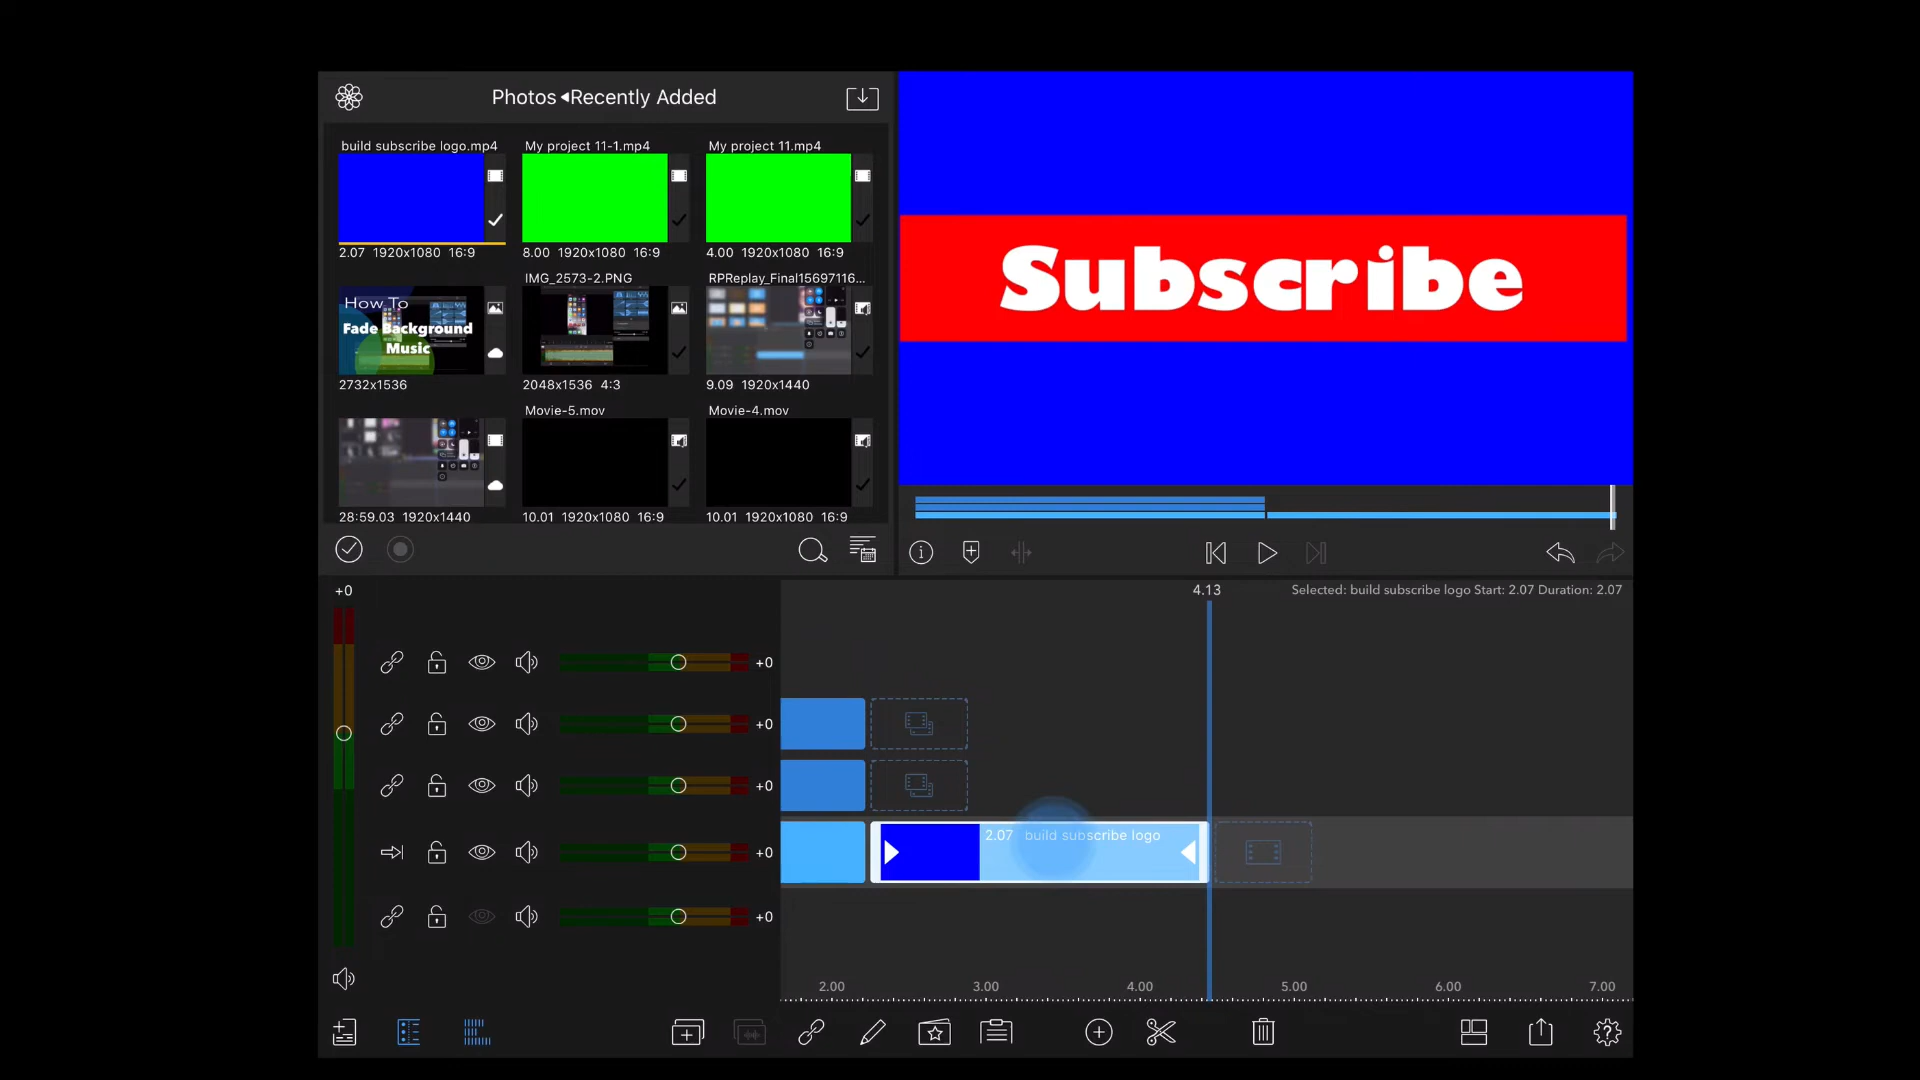 Photos ◂Recently Added
build subscribe logo.mp4
My project 11-1.mp4
My project 11.mp4
2.07 1920x1080 16:9
8.00 1920x1080 16:9
4.00 1920x1080 16:9
IMG_2573-2.PNG
RPReplay_Final15697116...
How To
Fade Background
Music
2732x1536
2048x1536 4:3
9.09 1920x1440
Movie-5.mov
Movie-4.mov
28:59.03 1920x1440
10.01 1920x1080 16:9
10.01 1920x1080 16:9
Subscribe
+0
4.13
Selected: build subscribe logo Start: 2.07 Duration: 2.07
+0
+0
+0
+0
+0
2.07 build subscribe logo
2.00 3.00 4.00 5.00 6.00 7.00